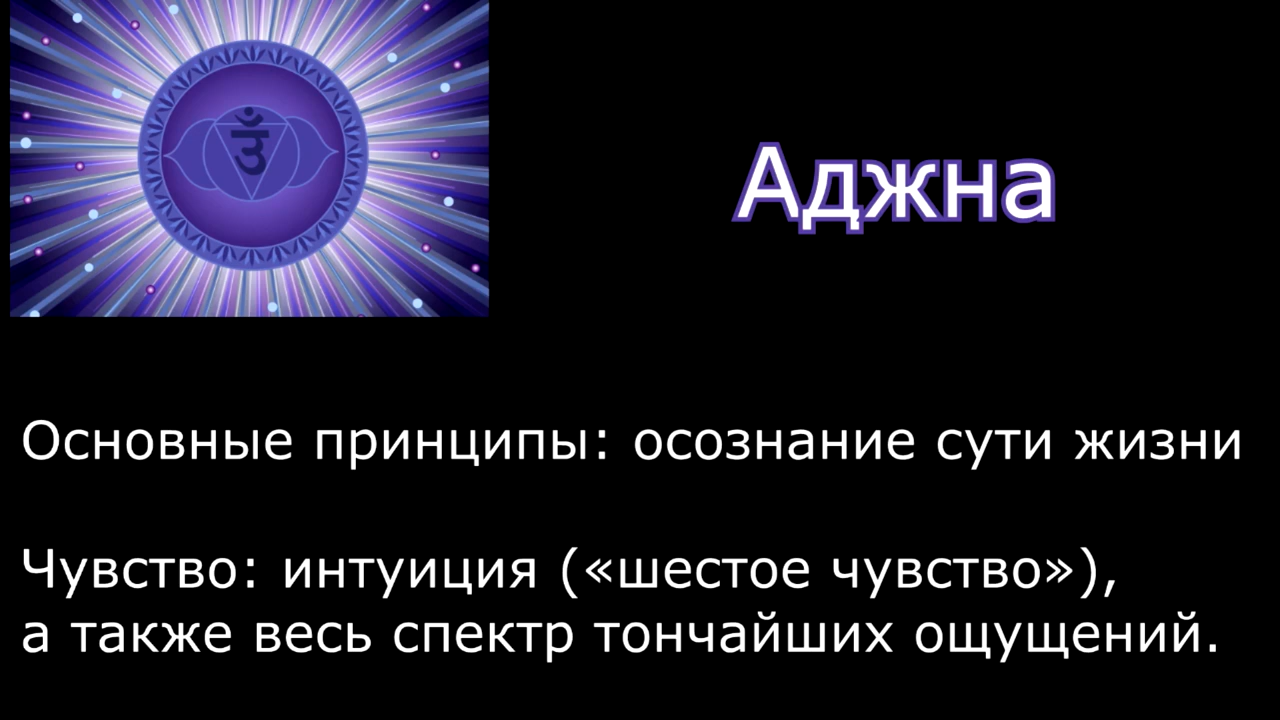 ॐ
Аджна
Основные принципы: осознание сути жизни
Чувство: интуиция («шестое чувство»),
а также весь спектр тончайших ощущений.